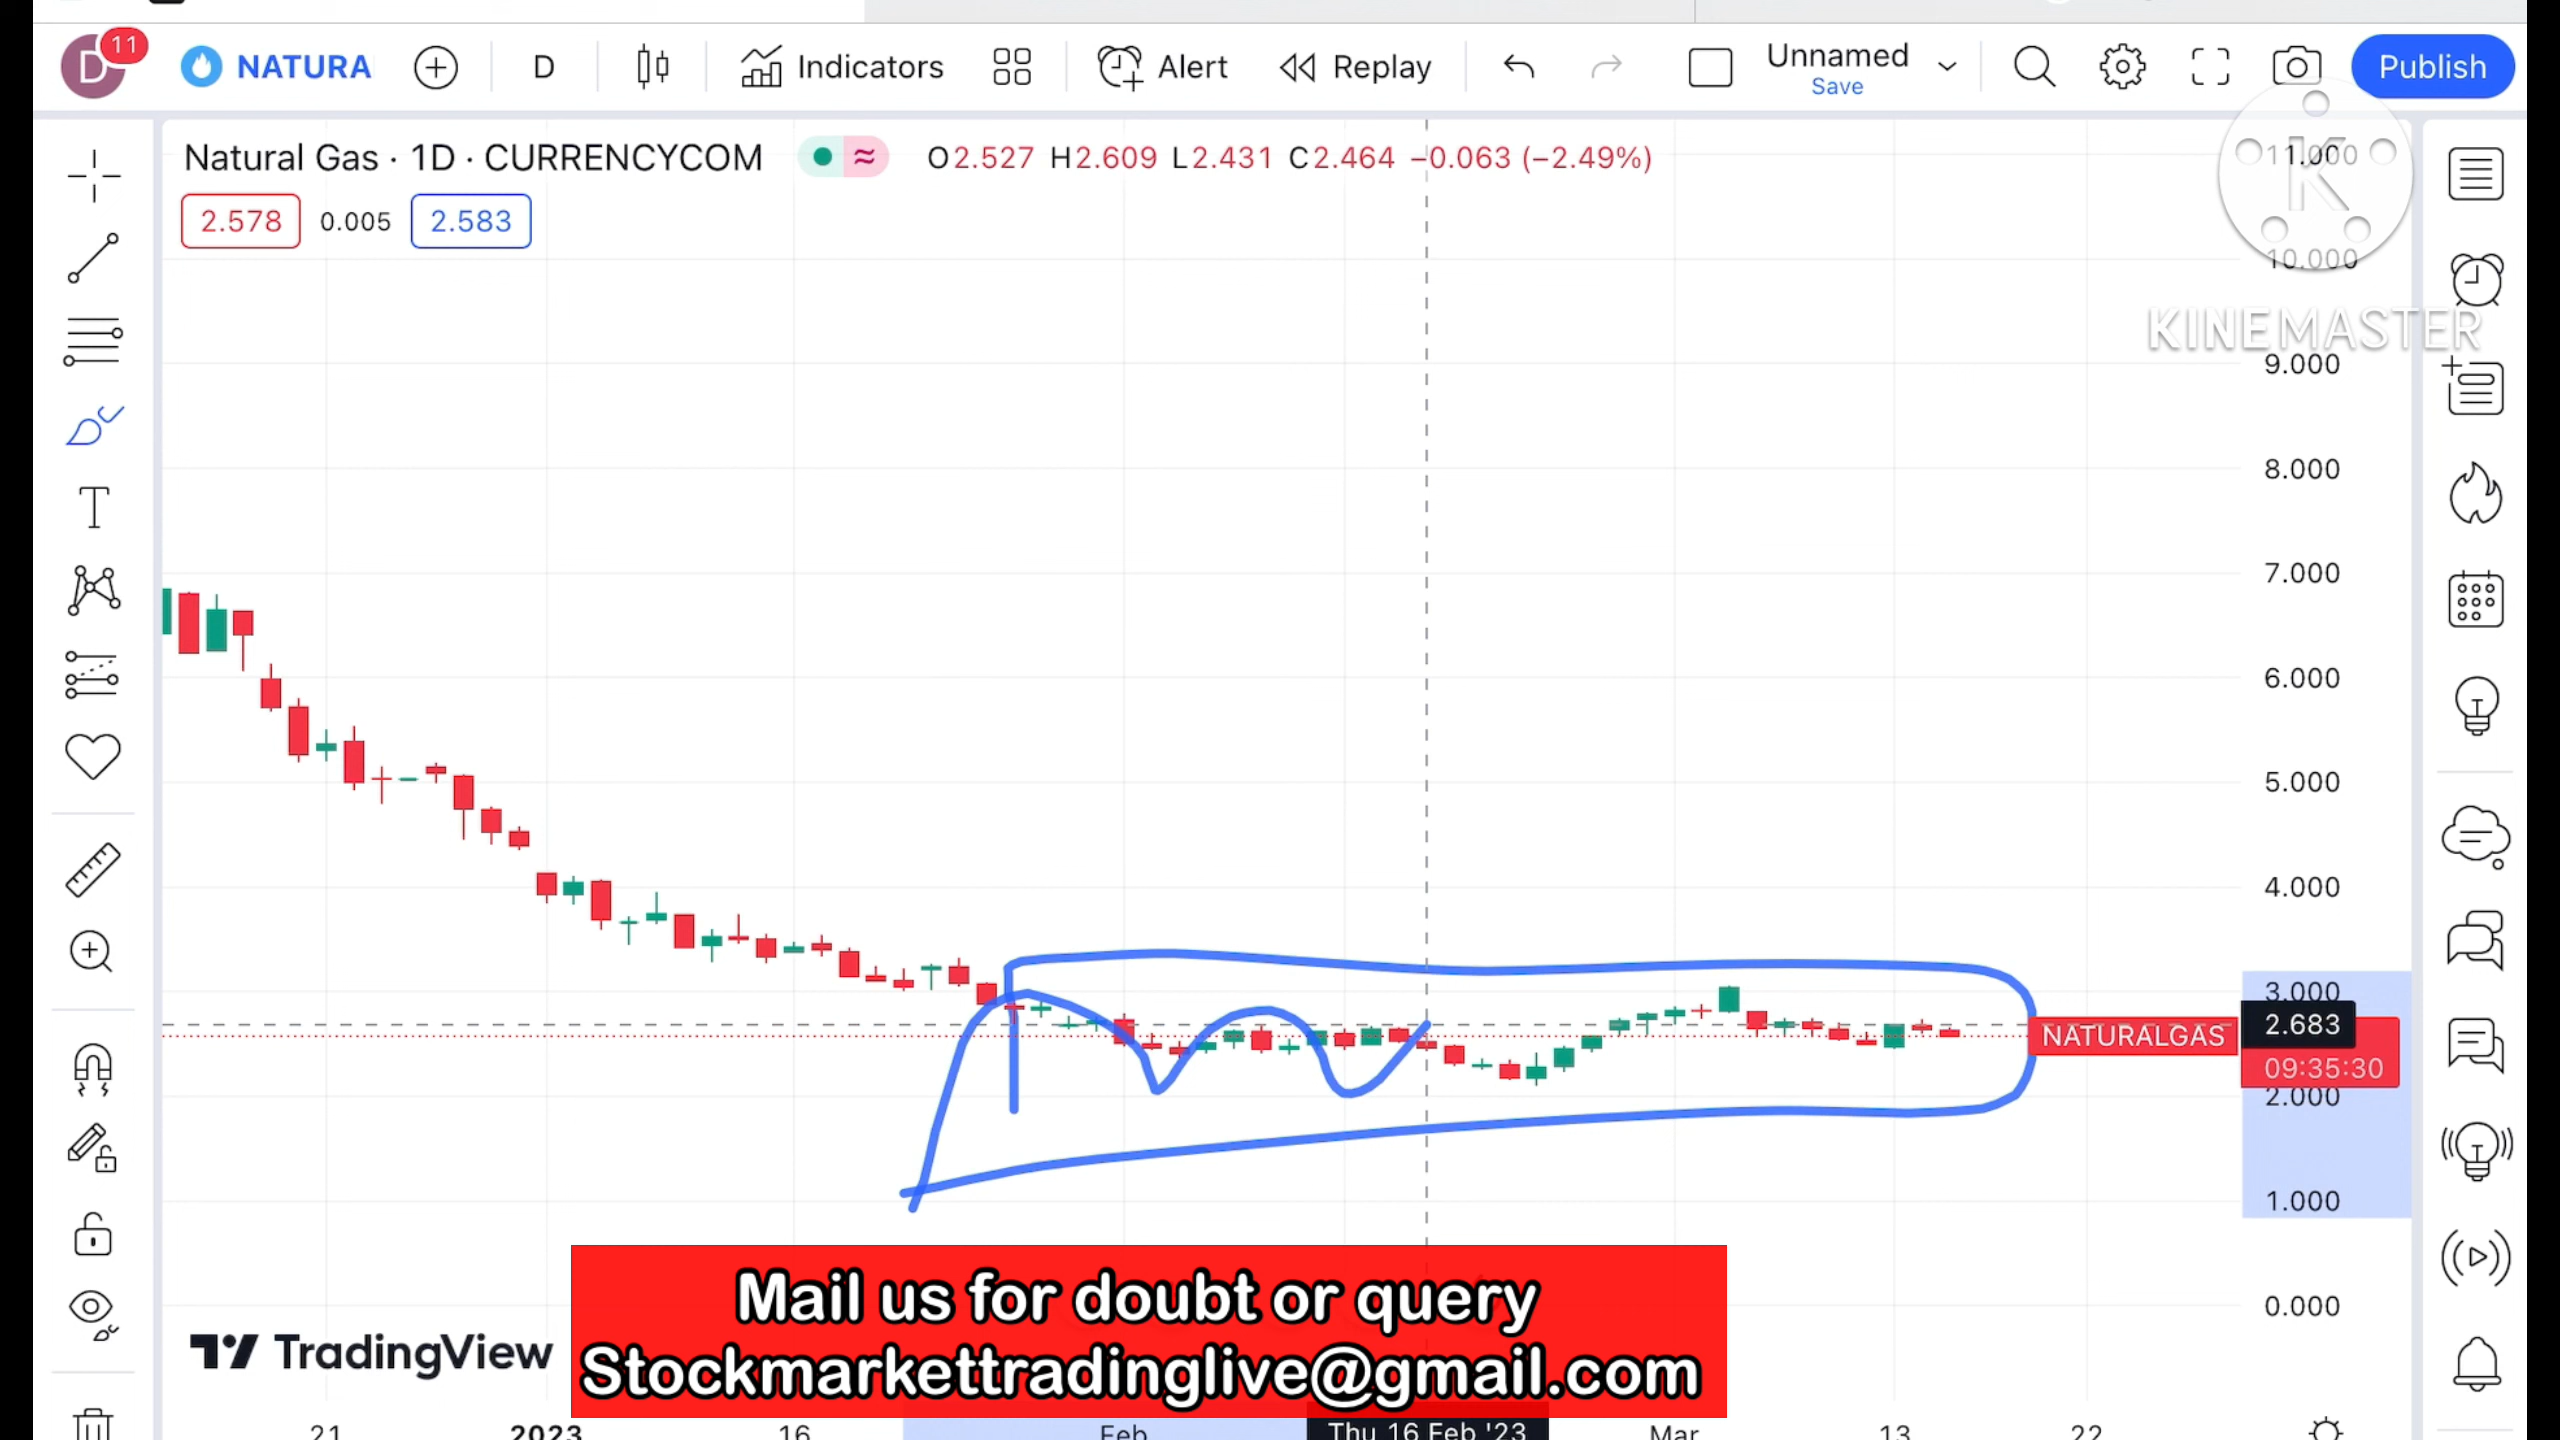 D 11 NATURA D Indicators Alert Replay Unnamed Publish
Save
Natural Gas · 1D · CURRENCYCOM O2.527 H2.609 L2.431 C2.464 −0.063 (−2.49%)
2.578 0.005 2.583
11.000
10.000
KINEMASTER
9.000
8.000
7.000
6.000
5.000
4.000
3.000
2.683
NATURALGAS
09:35:30
2.000
1.000
0.000
Mail us for doubt or query
TradingView
Stockmarkettradinglive@gmail.com
21 2023 16 Feb Thu 16 Feb '23 Mar 13 22